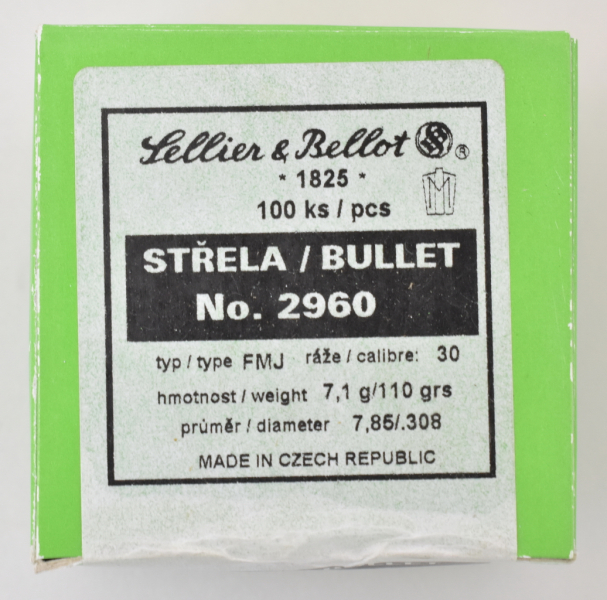 Sellier & Bellot ®
* 1825 *
100 ks / pcs
STŘELA / BULLET
No. 2960
typ / type FMJ ráže / calibre: 30
hmotnost / weight 7,1 g/110 grs
průměr / diameter 7,85/.308
MADE IN CZECH REPUBLIC